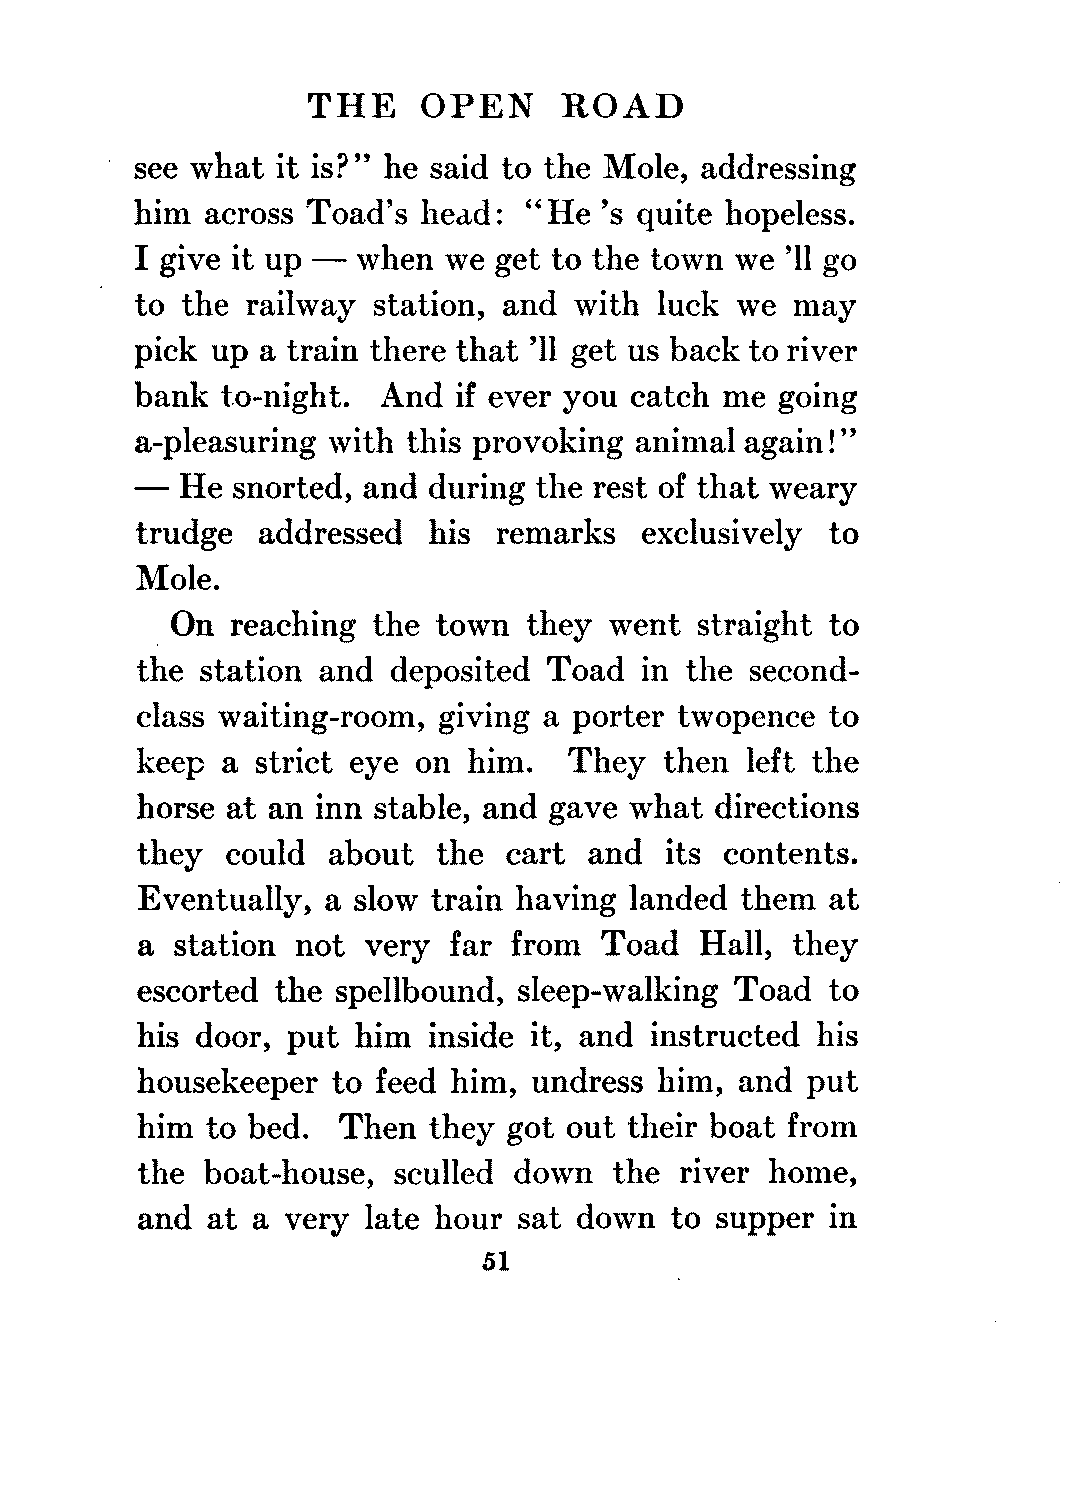 THE OPEN ROAD
see what it is?" he said to the Mole, addressing
him across Toad's head: "He 's quite hopeless.
I give it up — when we get to the town we 'll go
to the railway station, and with luck we may
pick up a train there that 'll get us back to river
bank to-night. And if ever you catch me going
a-pleasuring with this provoking animal again!"
— He snorted, and during the rest of that weary
trudge addressed his remarks exclusively to
Mole.
On reaching the town they went straight to
the station and deposited Toad in the second-
class waiting-room, giving a porter twopence to
keep a strict eye on him. They then left the
horse at an inn stable, and gave what directions
they could about the cart and its contents.
Eventually, a slow train having landed them at
a station not very far from Toad Hall, they
escorted the spellbound, sleep-walking Toad to
his door, put him inside it, and instructed his
housekeeper to feed him, undress him, and put
him to bed. Then they got out their boat from
the boat-house, sculled down the river home,
and at a very late hour sat down to supper in
51